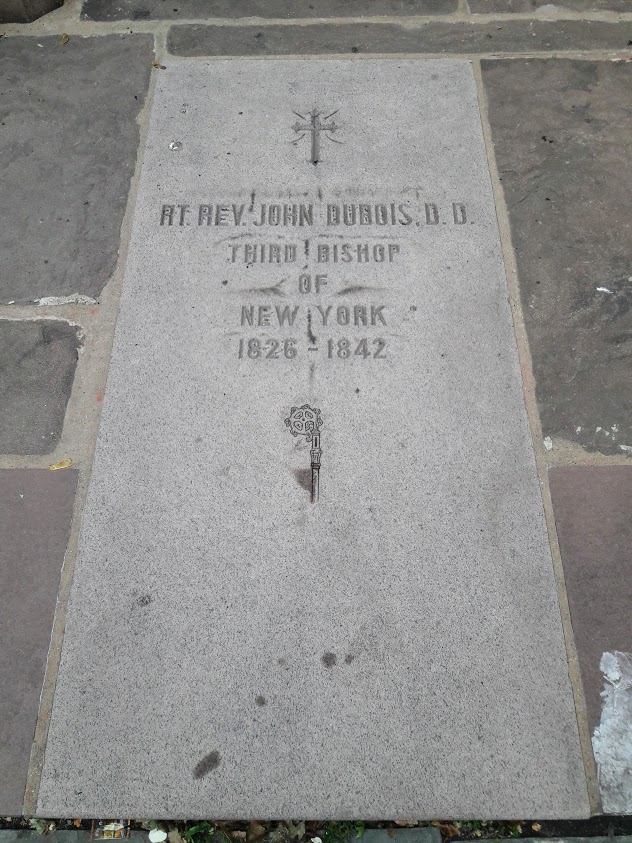 RT. REV. JOHN DUBOIS, D. D.
THIRD BISHOP
OF
NEW YORK
1826 - 1842